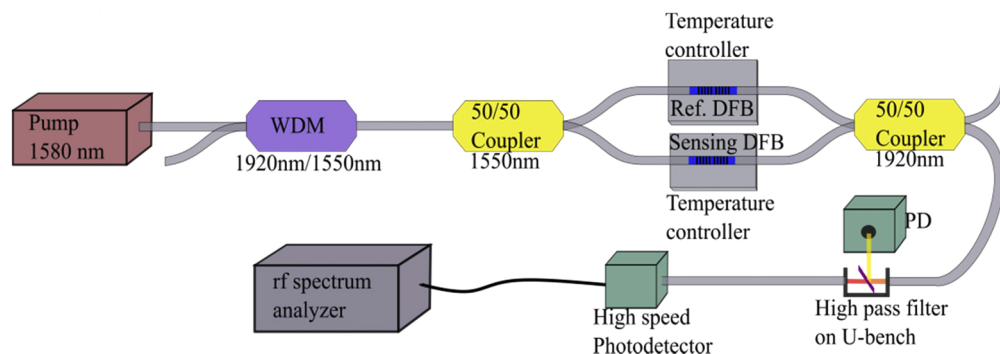 Temperature
controller
Pump
1580 nm
WDM
1920nm/1550nm
50/50
Coupler
1550nm
Ref. DFB
Sensing DFB
50/50
Coupler
1920nm
Temperature
controller
PD
rf spectrum
analyzer
High speed
Photodetector
High pass filter
on U-bench